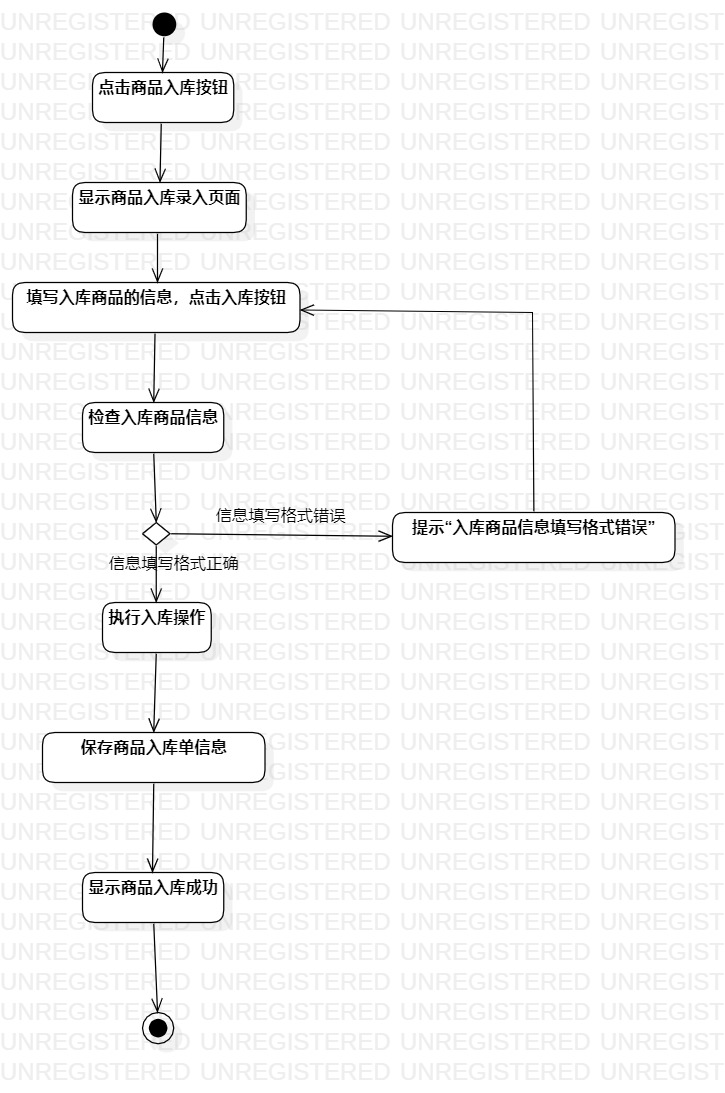 点击商品入库按钮
显示商品入库录入页面
填写入库商品的信息，点击入库按钮
检查入库商品信息
信息填写格式错误
提示“入库商品信息填写格式错误”
信息填写格式正确
执行入库操作
保存商品入库单信息
显示商品入库成功